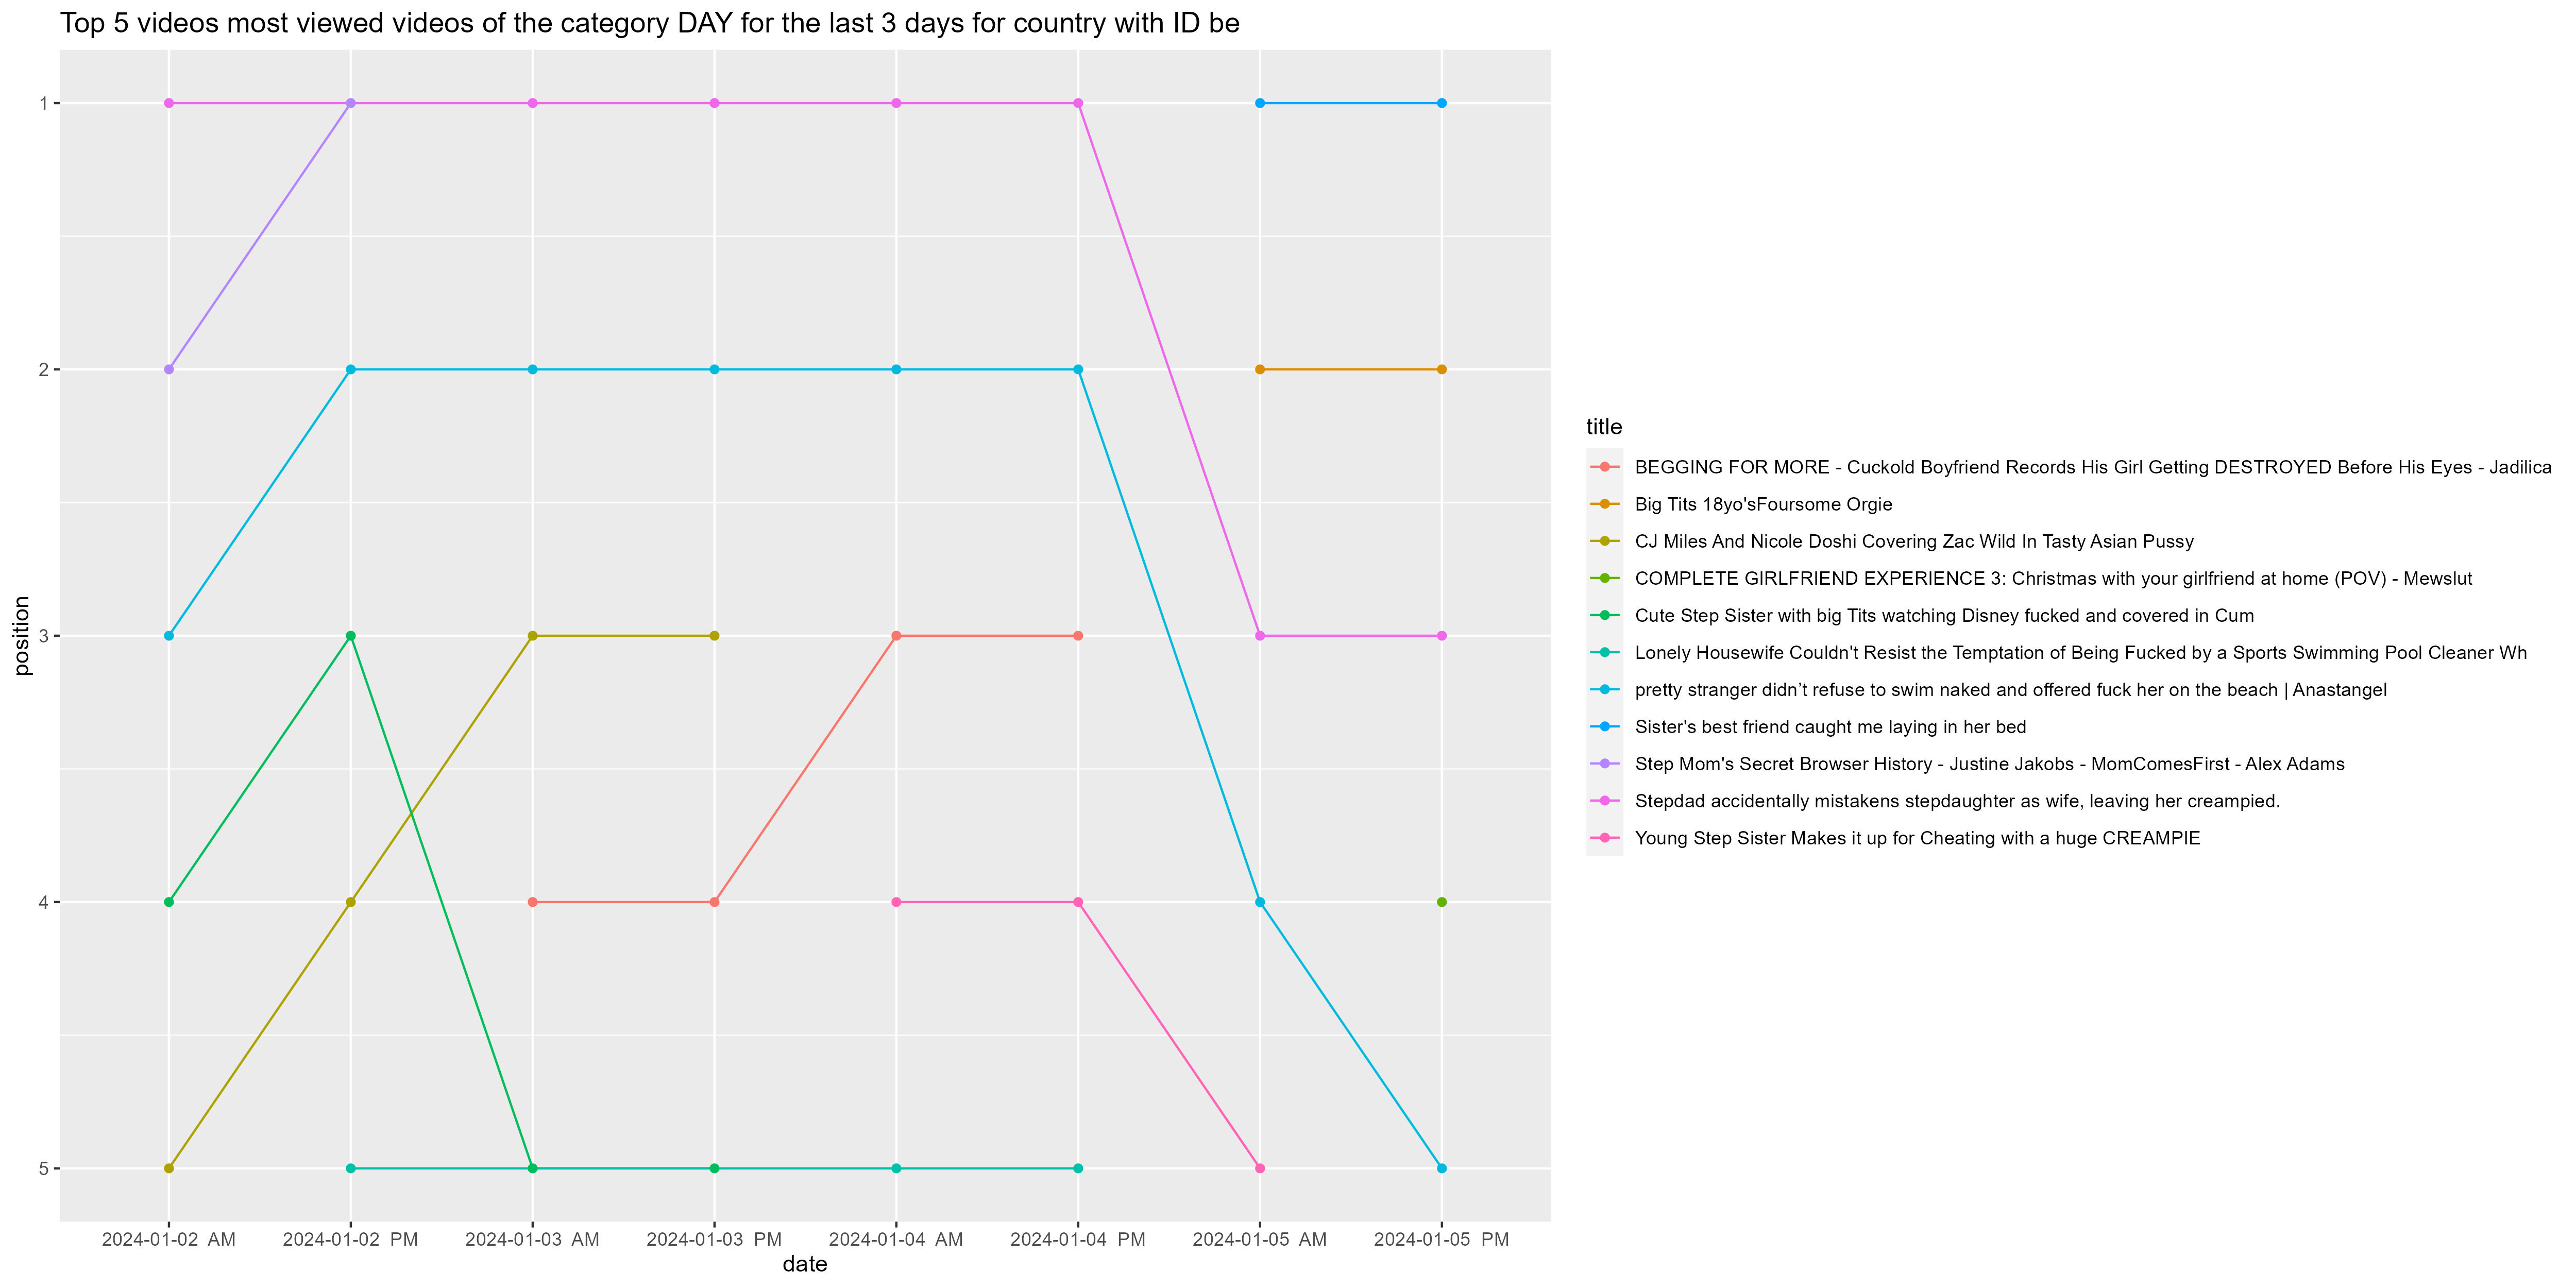 Top 5 videos most viewed videos of the category DAY for the last 3 days for country with ID be
position
1
2
3
4
5
2024-01-02 AM
2024-01-02 PM
2024-01-03 AM
2024-01-03 PM
2024-01-04 AM
2024-01-04 PM
2024-01-05 AM
2024-01-05 PM
date
title
BEGGING FOR MORE - Cuckold Boyfriend Records His Girl Getting DESTROYED Before His Eyes - Jadilica
Big Tits 18yo'sFoursome Orgie
CJ Miles And Nicole Doshi Covering Zac Wild In Tasty Asian Pussy
COMPLETE GIRLFRIEND EXPERIENCE 3: Christmas with your girlfriend at home (POV) - Mewslut
Cute Step Sister with big Tits watching Disney fucked and covered in Cum
Lonely Housewife Couldn't Resist the Temptation of Being Fucked by a Sports Swimming Pool Cleaner Wh
pretty stranger didn’t refuse to swim naked and offered fuck her on the beach | Anastangel
Sister's best friend caught me laying in her bed
Step Mom's Secret Browser History - Justine Jakobs - MomComesFirst - Alex Adams
Stepdad accidentally mistakens stepdaughter as wife, leaving her creampied.
Young Step Sister Makes it up for Cheating with a huge CREAMPIE